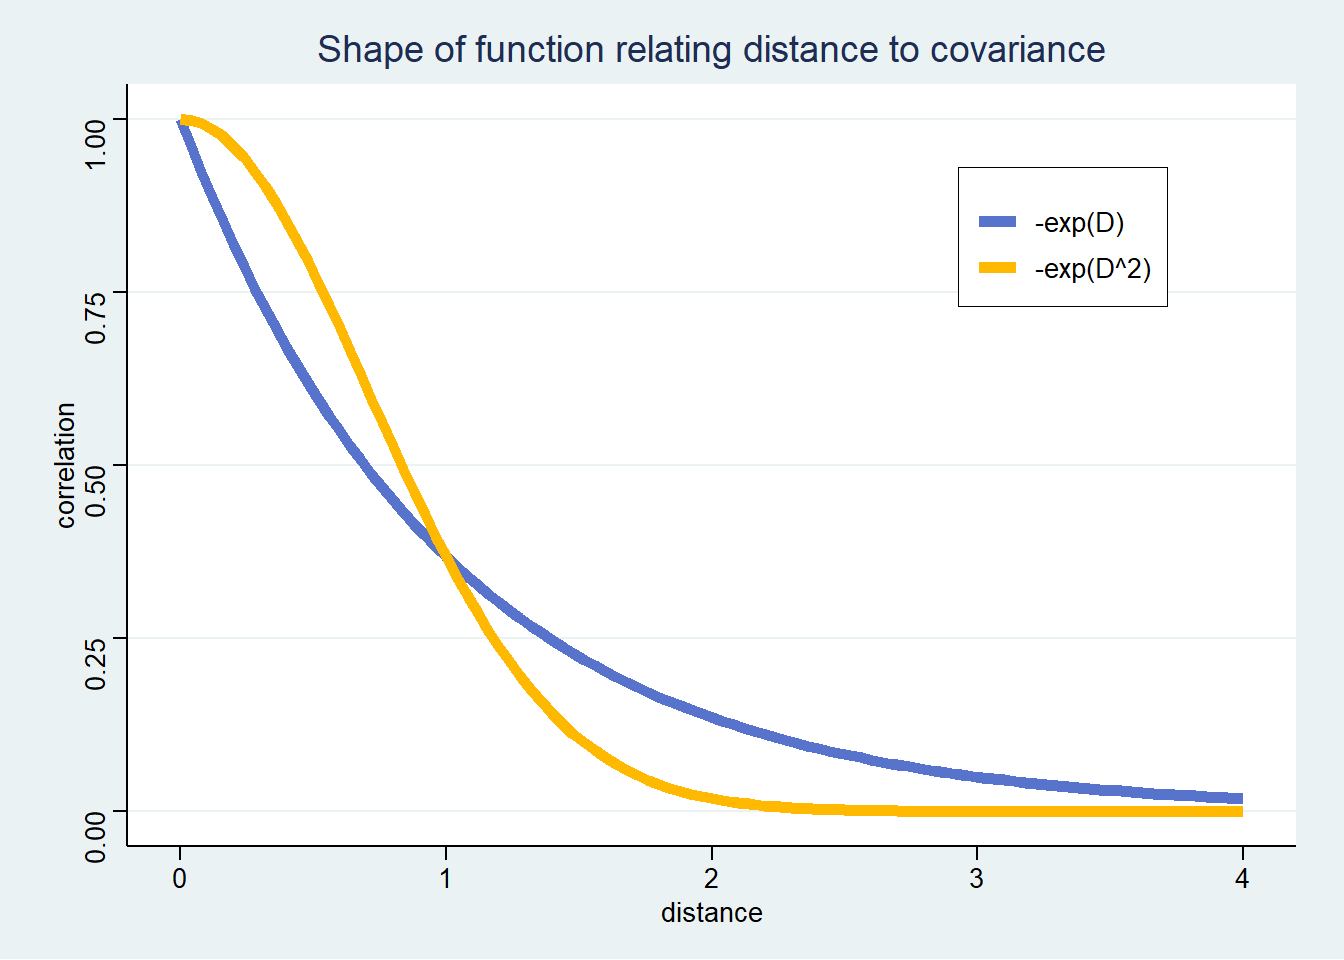 Shape of function relating distance to covariance
1.00
0.75
0.50
0.25
0.00
correlation
-exp(D)
-exp(D^2)
0
1
2
3
4
distance